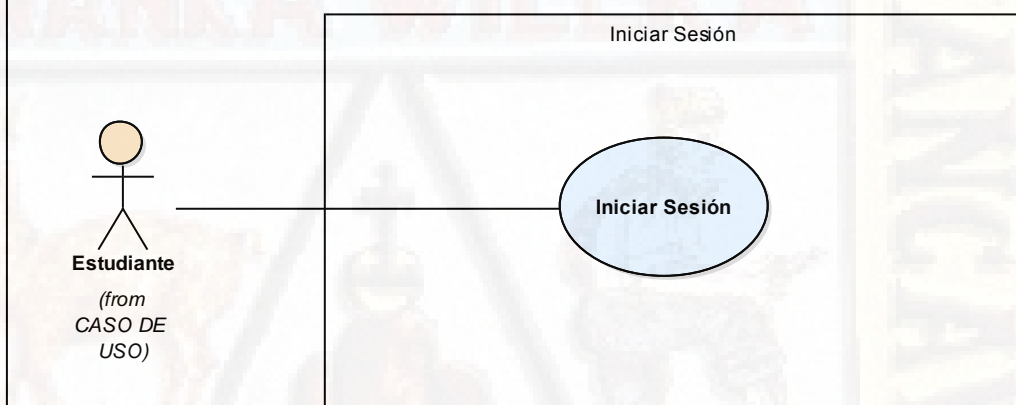 Iniciar Sesión
Iniciar Sesión
Estudiante
(from
CASO DE
USO)